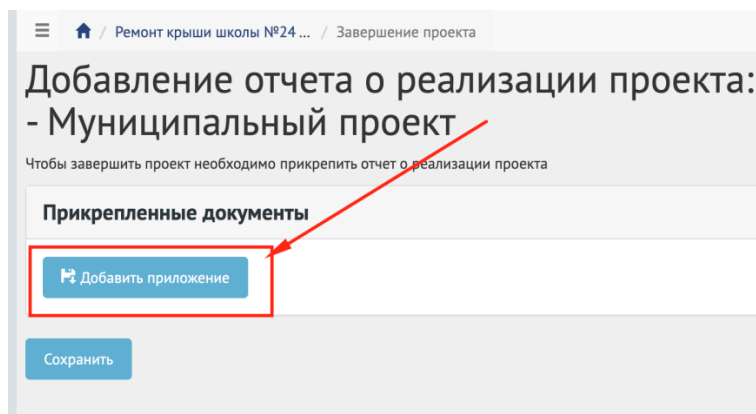 / Ремонт крыши школы №24 ... / Завершение проекта
Добавление отчета о реализации проекта:
- Муниципальный проект
Чтобы завершить проект необходимо прикрепить отчет о реализации проекта
Прикрепленные документы
Добавить приложение
Сохранить